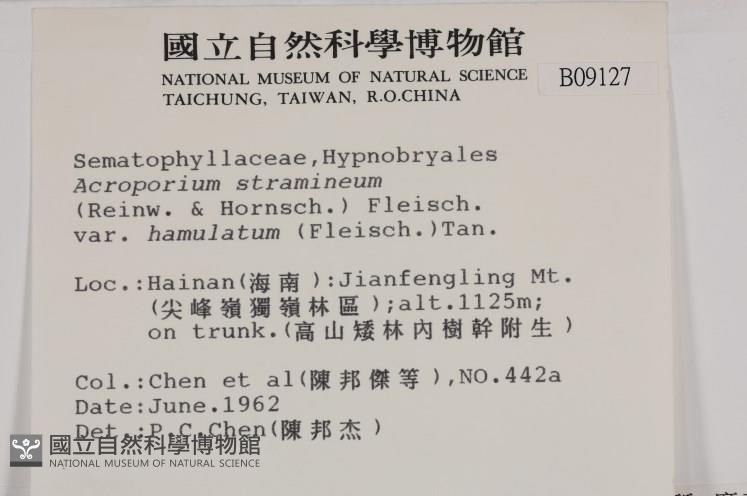 國立自然科學博物館
NATIONAL MUSEUM OF NATURAL SCIENCE
TAICHUNG, TAIWAN, R.O.CHINA
B09127
Sematophyllaceae,Hypnobryales
Acroporium stramineum
(Reinw. & Hornsch.) Fleisch.
var. hamulatum (Fleisch.)Tan.
Loc.:Hainan(海南):Jianfengling Mt.
(尖峰嶺獨嶺林區);alt.1125m;
on trunk.(高山矮林內樹幹附生)
Col.:Chen et al(陳邦傑等),NO.442a
Date:June.1962
Det.:P.C.Chen(陳邦杰)
國立自然科學博物館
NATIONAL MUSEUM OF NATURAL SCIENCE